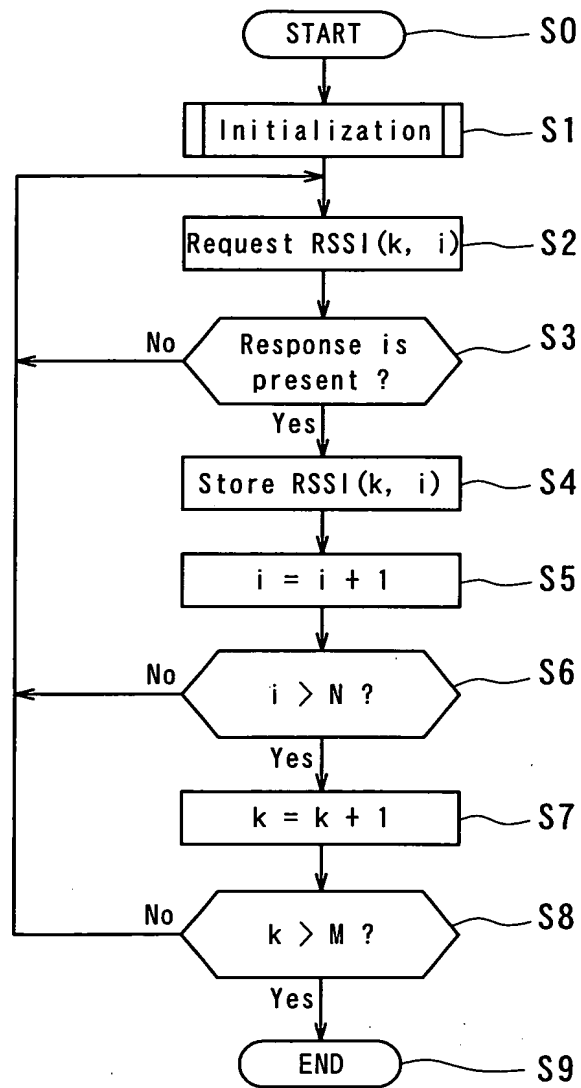 START
S0
Initialization
S1
Request RSSI(k, i)
S2
Response is
present ?
S3
No
Yes
Store RSSI(k, i)
S4
i = i + 1
S5
i > N ?
S6
No
Yes
k = k + 1
S7
k > M ?
S8
No
Yes
END
S9